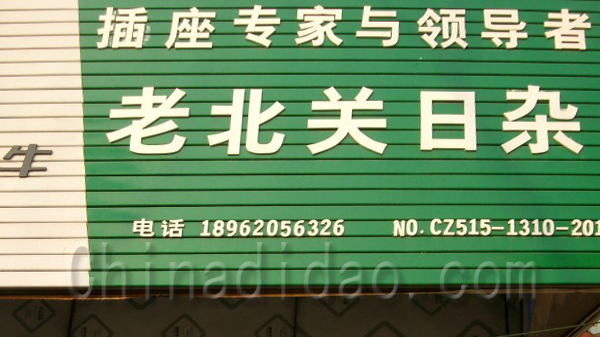 插座专家与领导者
老北关日杂
牛
电话 18962056326 NO.CZ515-1310-201
Chinadidao.com